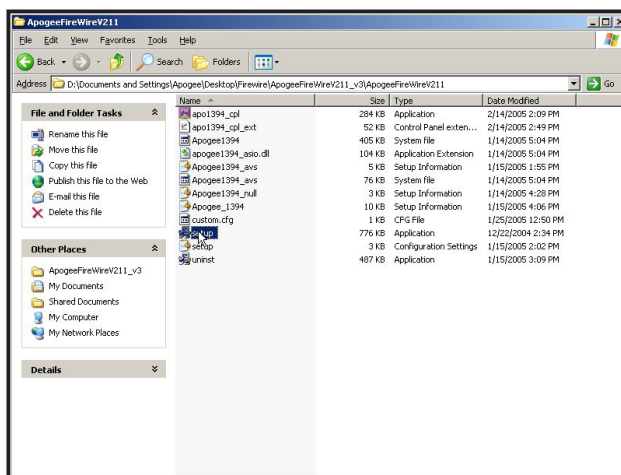 ApogeeFireWireV211
File Edit View Favorites Tools Help
Back Search Folders
Address D:\Documents and Settings\Apogee\Desktop\Firewire\ApogeeFireWireV211_v3\ApogeeFireWireV211 Go
File and Folder Tasks
Rename this file
Move this file
Copy this file
Publish this file to the Web
E-mail this file
Delete this file
Other Places
ApogeeFireWireV211_v3
My Documents
Shared Documents
My Computer
My Network Places
Details
Name Size Type Date Modified
apo1394_cpl 284 KB Application 2/14/2005 2:09 PM
apo1394_cpl_ext 52 KB Control Panel exten... 2/14/2005 2:49 PM
Apogee1394 405 KB System file 1/14/2005 5:04 PM
apogee1394_asio.dll 104 KB Application Extension 1/14/2005 5:04 PM
Apogee1394_avs 5 KB Setup Information 1/15/2005 1:55 PM
Apogee1394_avs 76 KB System file 1/14/2005 5:04 PM
Apogee1394_null 3 KB Setup Information 1/14/2005 4:28 PM
Apogee_1394 10 KB Setup Information 1/15/2005 4:06 PM
custom.cfg 1 KB CFG File 1/25/2005 12:50 PM
setup 776 KB Application 12/22/2004 2:34 PM
setup 3 KB Configuration Settings 1/15/2005 2:02 PM
uninst 487 KB Application 1/15/2005 3:09 PM